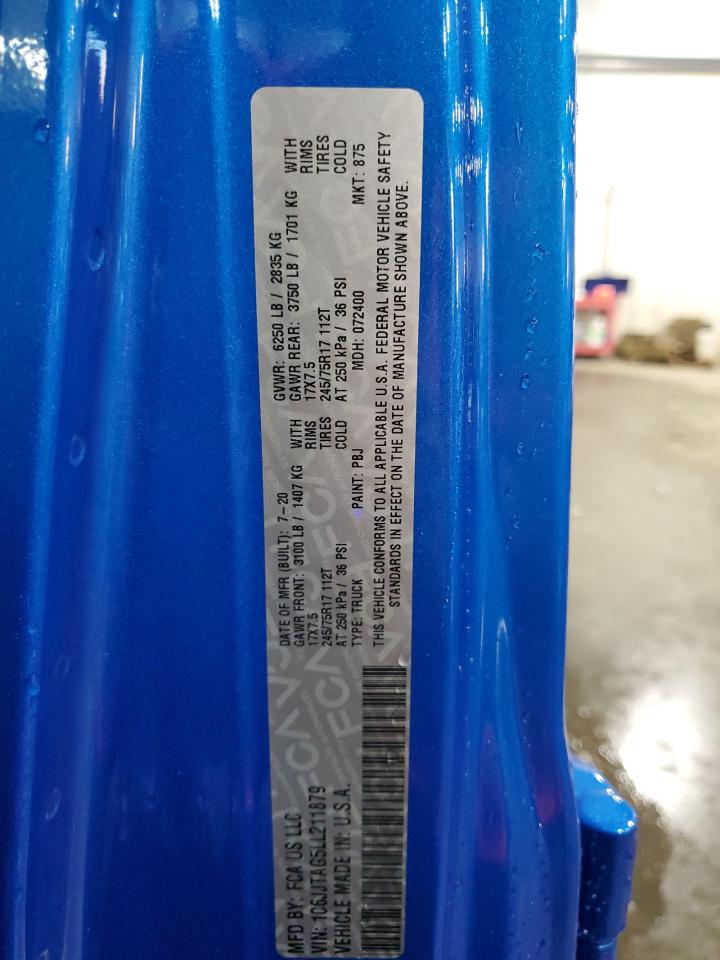 MFD BY: FCA US LLC
DATE OF MFR (BUILT): 7-20
GVWR: 6250 LB / 2835 KG
GAWR FRONT: 3100 LB / 1407 KG WITH
GAWR REAR: 3750 LB / 1701 KG WITH
17X7.5 RIMS
17X7.5 RIMS
245/75R17 112T TIRES
245/75R17 112T TIRES
AT 250 kPa / 36 PSI COLD
AT 250 kPa / 36 PSI COLD
VIN: 1C6JJTAG5LL211879
TYPE: TRUCK PAINT: PBJ MDH: 072400 MKT: 875
VEHICLE MADE IN: U.S.A.
THIS VEHICLE CONFORMS TO ALL APPLICABLE U.S.A. FEDERAL MOTOR VEHICLE SAFETY
STANDARDS IN EFFECT ON THE DATE OF MANUFACTURE SHOWN ABOVE.